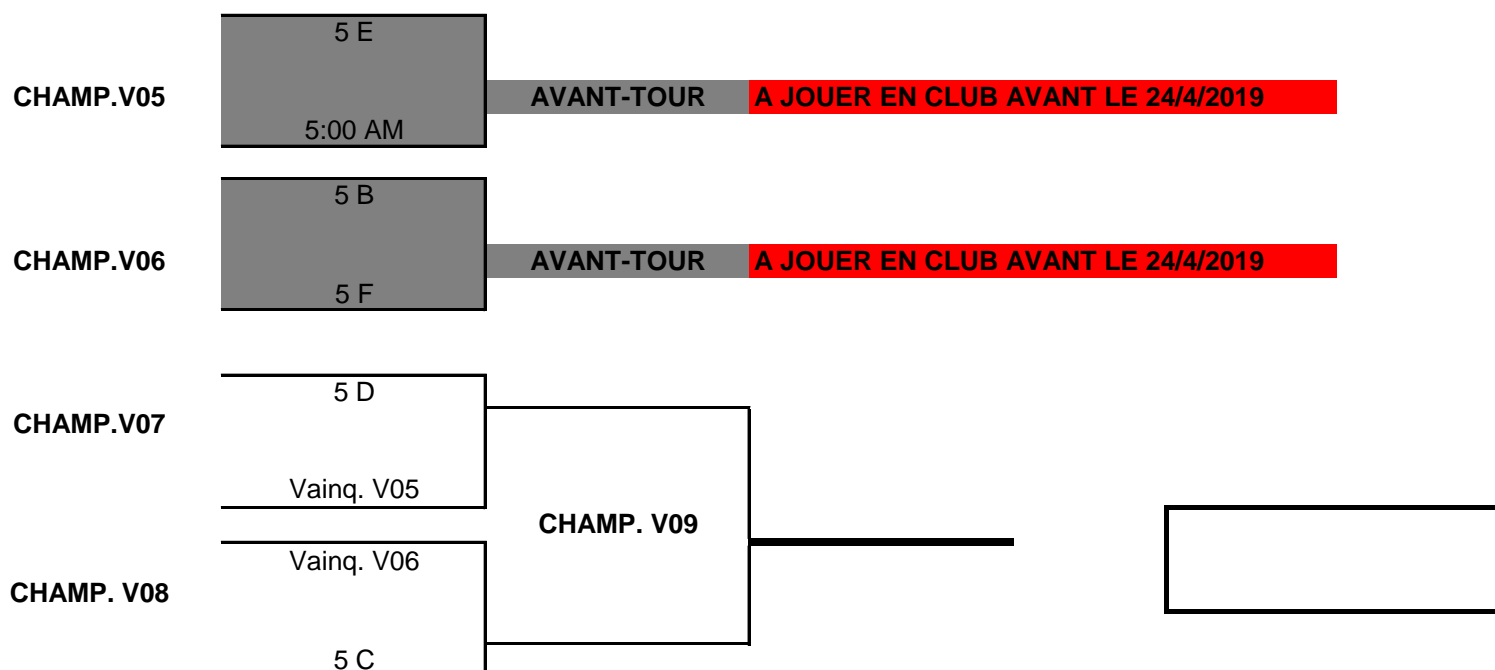 5 E
CHAMP.V05
AVANT-TOUR
A JOUER EN CLUB AVANT LE 24/4/2019
5:00 AM
5 B
CHAMP.V06
AVANT-TOUR
A JOUER EN CLUB AVANT LE 24/4/2019
5 F
5 D
CHAMP.V07
Vainq. V05
CHAMP. V09
Vainq. V06
CHAMP. V08
5 C